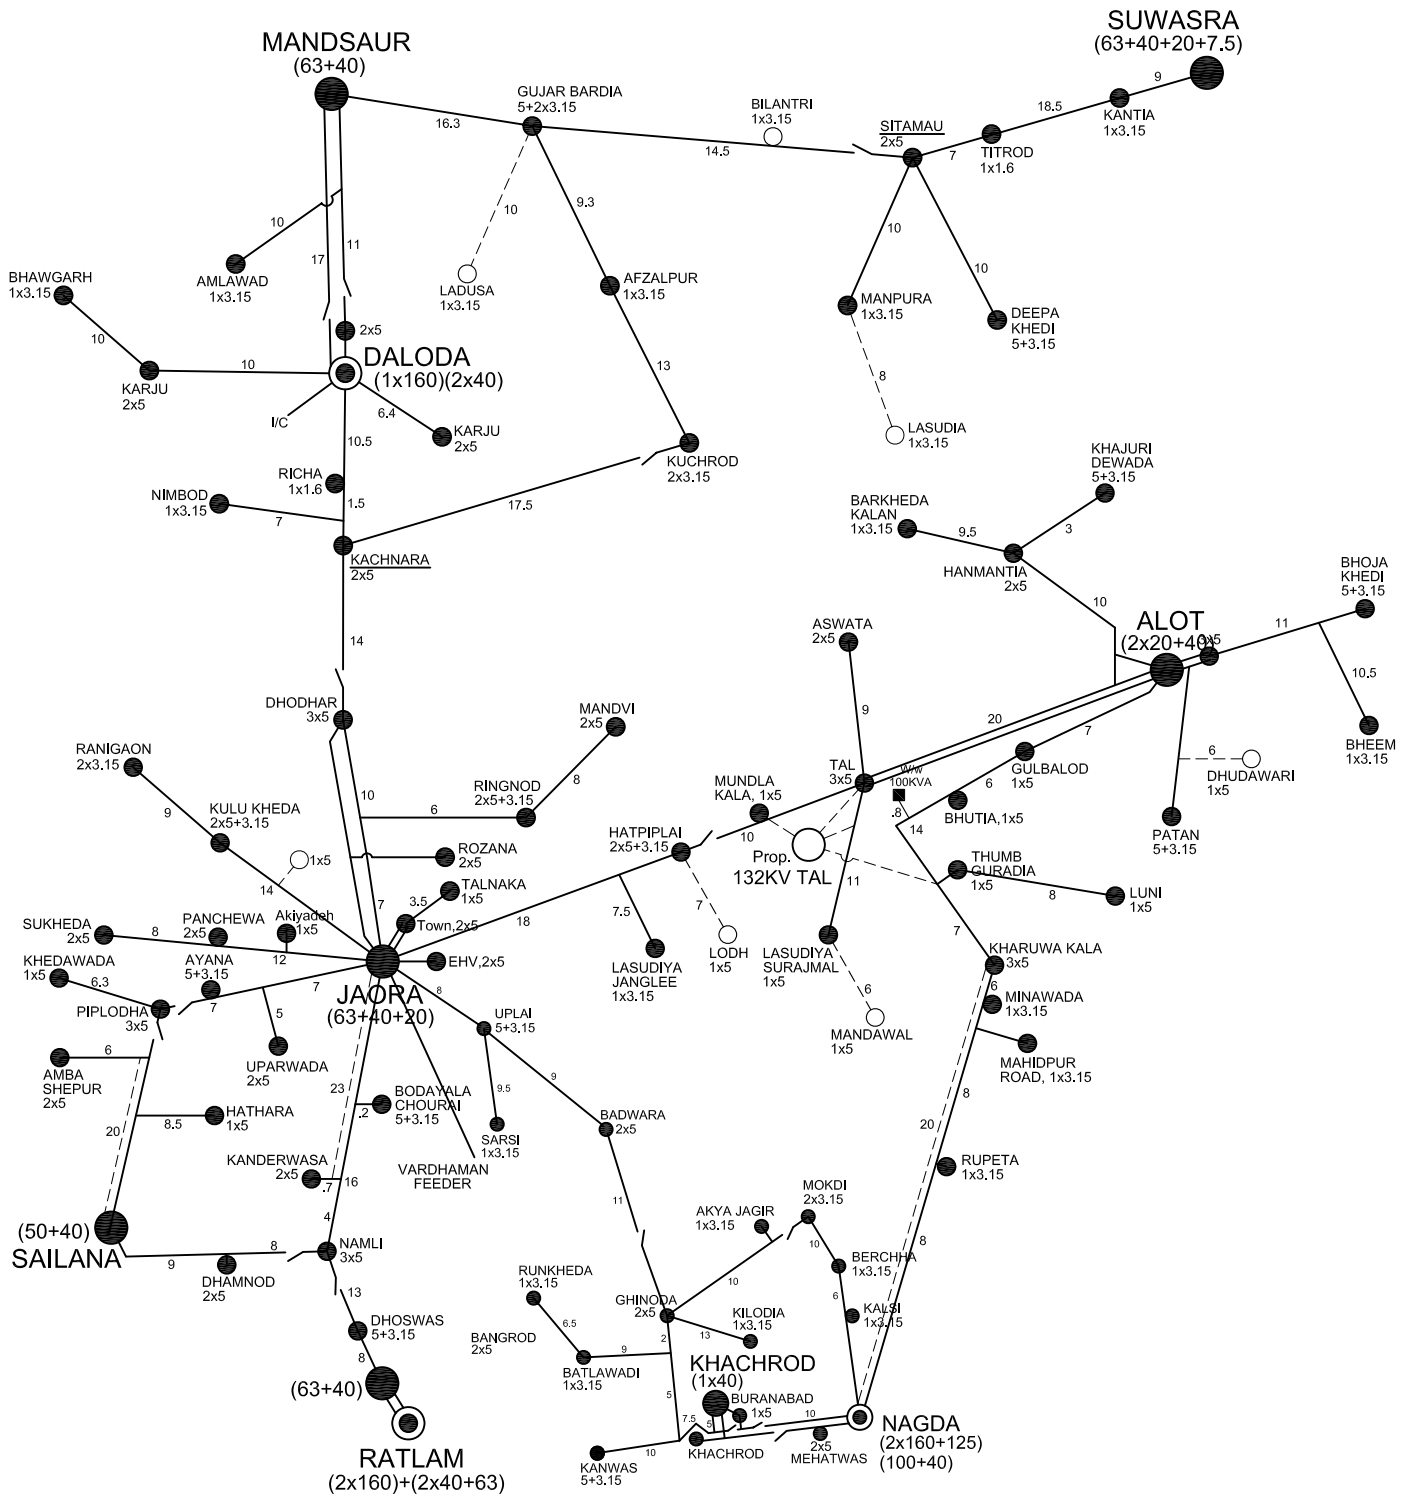 SUWASRA
(63+40+20+7.5)
MANDSAUR
(63+40)
9
GUJAR BARDIA
5+2x3.15
BILANTRI
1x3.15
18.5
KANTIA
1x3.15
16.3
SITAMAU
2x5
14.5
7
TITROD
1x1.6
10
9.3
10
10
10
11
17
10
BHAWGARH
1x3.15
AMLAWAD
1x3.15
LADUSA
1x3.15
AFZALPUR
1x3.15
MANPURA
1x3.15
DEEPA
KHEDI
5+3.15
2x5
10
DALODA
(1x160)(2x40)
10
13
8
KARJU
2x5
I/C
6.4
KARJU
2x5
10.5
LASUDIA
1x3.15
KUCHROD
2x3.15
KHAJURI
DEWADA
5+3.15
RICHA
1x1.6
NIMBOD
1x3.15
1.5
7
17.5
BARKHEDA
KALAN
1x3.15
9.5
3
KACHNARA
2x5
HANMANTIA
2x5
BHOJA
KHEDI
5+3.15
10
ALOT
(2x20+40)
3x5
11
ASWATA
2x5
14
10.5
DHODHAR
3x5
MANDVI
2x5
9
20
7
RANIGAON
2x3.15
BHEEM
1x3.15
6
DHUDAWARI
1x5
TAL
3x5
W/w
100KVA
GULBALOD
1x5
MUNDLA
KALA, 1x5
10
RINGNOD
2x5+3.15
8
6
6
9
KULU KHEDA
2x5+3.15
.8
14
BHUTIA,1x5
PATAN
5+3.15
10
HATPIPLAI
2x5+3.15
ROZANA
2x5
1x5
Prop.
132KV TAL
THUMB
GURADIA
1x5
14
TALNAKA
1x5
3.5
11
8
LUNI
1x5
7
7.5
18
7
7
SUKHEDA
2x5
8
PANCHEWA
2x5
Akiyadeh
1x5
Town,2x5
12
LODH
1x5
LASUDIYA
JANGLEE
1x3.15
LASUDIYA
SURAJMAL
1x5
KHARUWA KALA
3x5
KHEDAWADA
1x5
6.3
AYANA
5+3.15
EHV,2x5
7
7
8
JAORA
(63+40+20)
PIPLODHA
3x5
5
6
6
MINAWADA
1x3.15
UPLAI
5+3.15
MANDAWAL
1x5
6
UPARWADA
2x5
MAHIDPUR
ROAD, 1x3.15
AMBA
SHEPUR
2x5
9
9.5
23
BODAYALA
CHOURAI
5+3.15
.2
8
HATHARA
1x5
8.5
20
BADWARA
2x5
20
SARSI
1x3.15
KANDERWASA
2x5
.7
16
VARDHAMAN
FEEDER
RUPETA
1x3.15
11
MOKDI
2x3.15
AKYA JAGIR
1x3.15
4
(50+40)
SAILANA
8
9
NAMLI
3x5
10
8
BERCHHA
1x3.15
DHAMNOD
2x5
RUNKHEDA
1x3.15
10
6
13
GHINODA
2x5
KILODIA
1x3.15
KALSI
1x3.15
DHOSWAS
5+3.15
6.5
2
13
BANGROD
2x5
8
9
BATLAWADI
1x3.15
KHACHROD
(1x40)
(63+40)
5
BURANABAD
1x5
7.5
5
10
NAGDA
(2x160+125)
(100+40)
RATLAM
(2x160)+(2x40+63)
10
KANWAS
5+3.15
KHACHROD
2x5
MEHATWAS